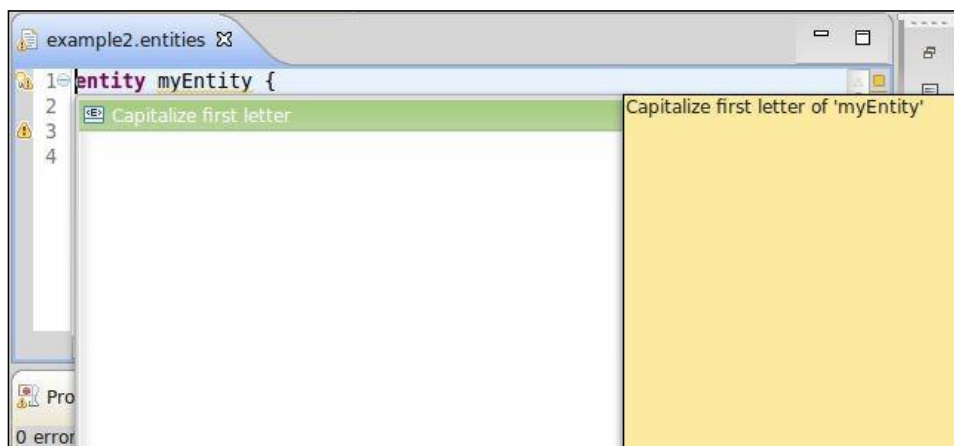 example2.entities
1 entity myEntity {
2
3
4
Capitalize first letter
Capitalize first letter of 'myEntity'
Pro
0 error